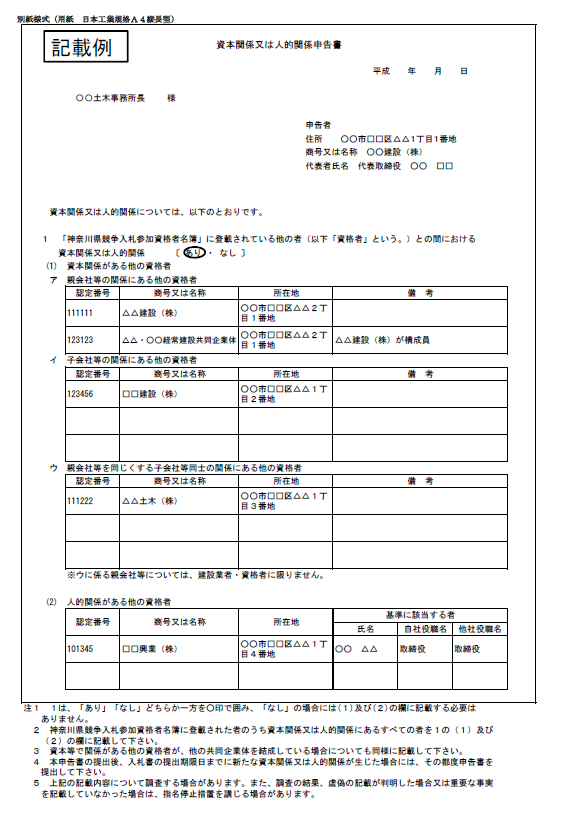 別紙様式（用紙　日本工業規格Ａ４縦長型）
記載例
資本関係又は人的関係申告書
平成　　年　　月　　日
〇〇土木事務所長　　様
申告者
住所　　〇〇市□□区△△1丁目1番地
商号又は名称　〇〇建設（株）
代表者氏名　代表取締役　〇〇　□□
資本関係又は人的関係については、以下のとおりです。
１　「神奈川県競争入札参加資格者名簿」に登載されている他の者（以下「資格者」という。）との間における
資本関係又は人的関係　　　〔　あり・　なし　〕
(1)　資本関係がある他の資格者
ア　親会社等の関係にある他の資格者
認定番号　商号又は名称　所在地　備　考
111111　△△建設（株）　〇〇市□□区△△２丁目１番地
123123　△△・〇〇経常建設共同企業体　〇〇市□□区△△２丁目１番地　△△建設（株）が構成員
イ　子会社等の関係にある他の資格者
認定番号　商号又は名称　所在地　備　考
123456　□□建設（株）　〇〇市□□区△△１丁目２番地
ウ　親会社等を同じくする子会社等同士の関係にある他の資格者
認定番号　商号又は名称　所在地　備　考
111222　△△土木（株）　〇〇市□□区△△１丁目３番地
※ウに係る親会社等については、建設業者・資格者に限りません。
(2)　人的関係がある他の資格者
認定番号　商号又は名称　所在地　基準に該当する者
氏名　自社役職名　他社役職名
101345　□□興業（株）　〇〇市□□区△△１丁目４番地　〇〇　△△　取締役　取締役
注１　１は、「あり」「なし」どちらか一方を〇印で囲み、「なし」の場合には(１)及び(２)の欄に記載する必要は
ありません。
２　神奈川県競争入札参加資格者名簿に登載された者のうち資本関係又は人的関係にあるすべての者を１の（１）及び
（２）の欄に記載して下さい。
３　資本等で関係がある他の資格者が、他の共同企業体を結成している場合についても同様に記載して下さい。
４　本申告書の提出後、入札書の提出期限日までに新たな資本関係又は人的関係が生じた場合には、その都度申告書を
提出して下さい。
５　上記の記載内容について調査する場合があります。また、調査の結果、虚偽の記載が判明した場合又は重要な事実
を記載していなかった場合は、指名停止措置を講じる場合があります。